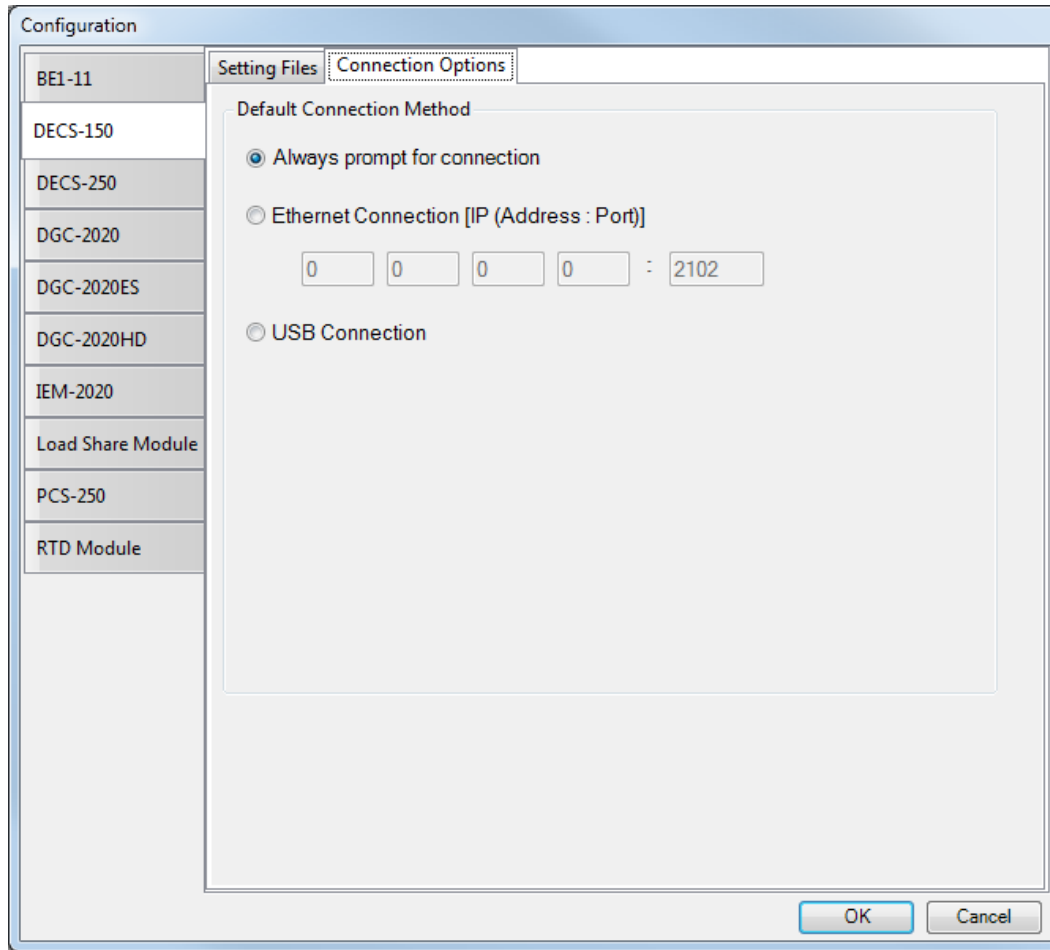 Configuration
BE1-11
DECS-150
DECS-250
DGC-2020
DGC-2020ES
DGC-2020HD
IEM-2020
Load Share Module
PCS-250
RTD Module
Setting Files
Connection Options
Default Connection Method
Always prompt for connection
Ethernet Connection [IP (Address : Port)]
0 0 0 0 : 2102
USB Connection
OK
Cancel